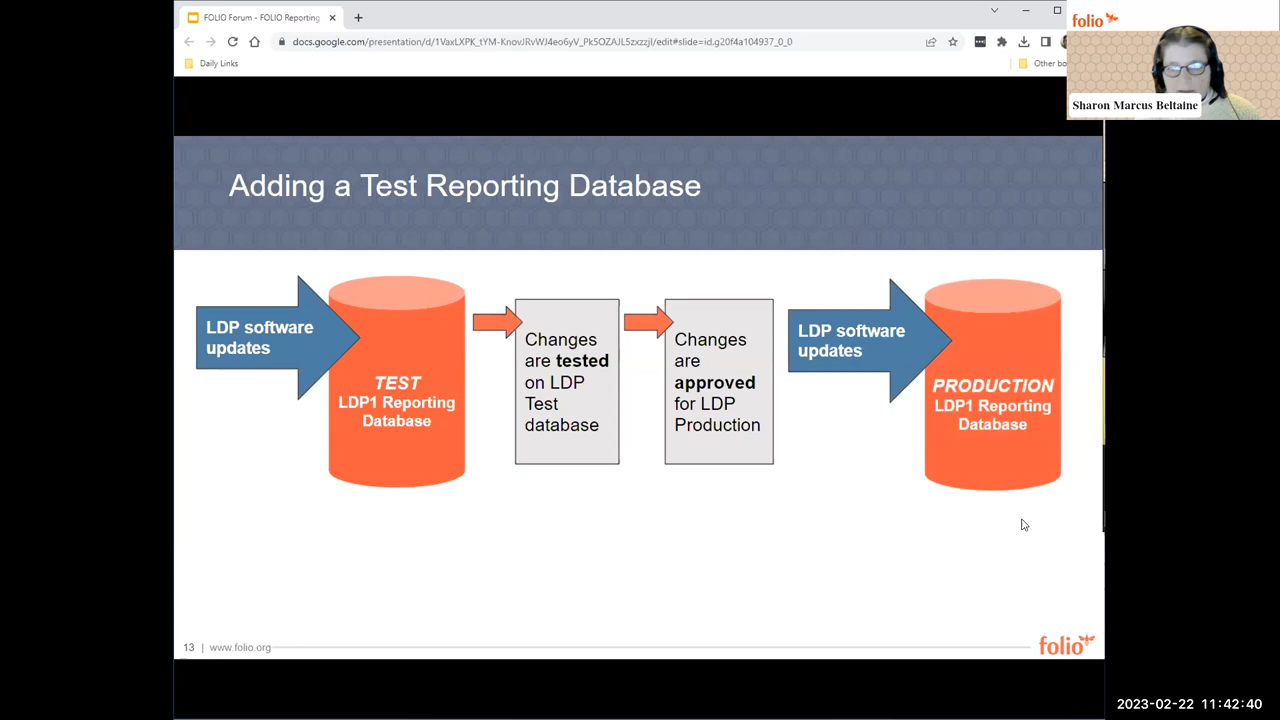 FOLIO Forum - FOLIO Reporting
docs.google.com/presentation/d/1VaxLXPK_tYM-KnovJRvWJ4eo6yV_Pk5OZAJL5zxzzjI/edit#slide=id.g20f4a104937_0_0
Daily Links
Other bo
folio
Sharon Marcus Beltaine
Adding a Test Reporting Database
LDP software
updates
TEST
LDP1 Reporting
Database
Changes
are tested
on LDP
Test
database
Changes
are
approved
for LDP
Production
LDP software
updates
PRODUCTION
LDP1 Reporting
Database
13 | www.folio.org
folio
2023-02-22 11:42:40